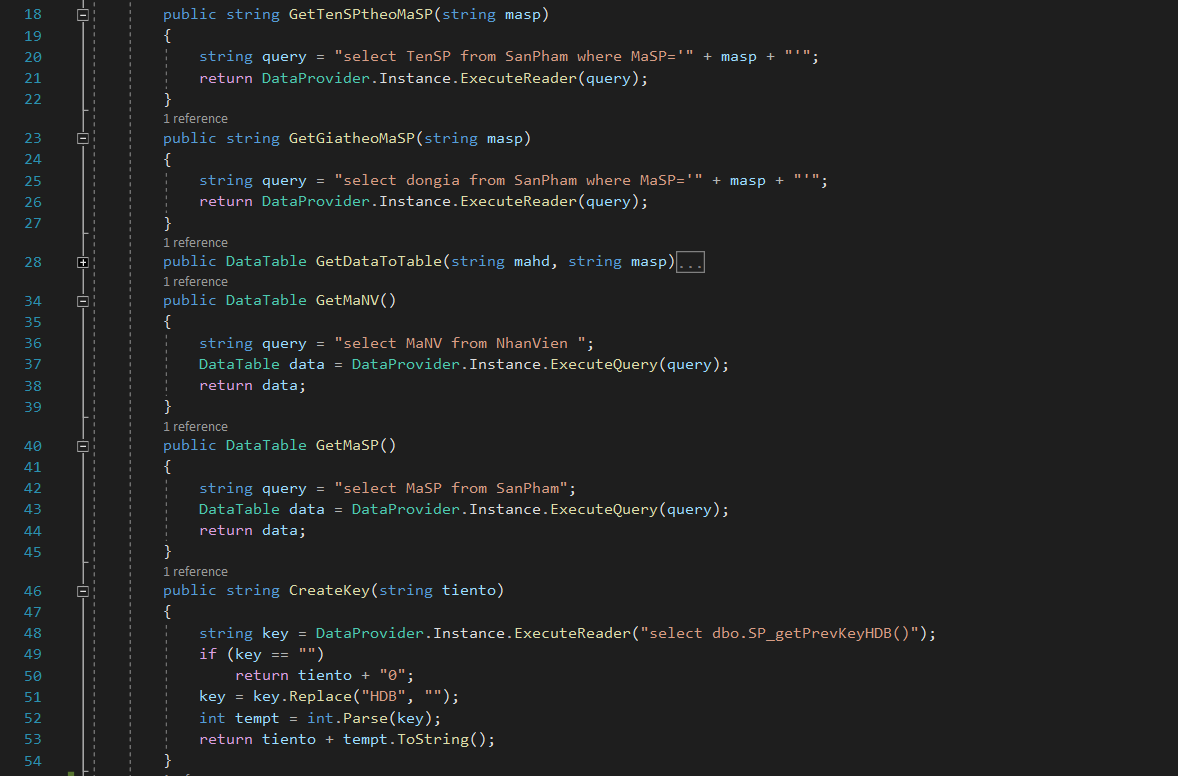 18 public string GetTenSPtheoMaSP(string masp)
19 {
20 string query = "select TenSP from SanPham where MaSP='" + masp + "'";
21 return DataProvider.Instance.ExecuteReader(query);
22 }
1 reference
23 public string GetGiatheoMaSP(string masp)
24 {
25 string query = "select dongia from SanPham where MaSP='" + masp + "'";
26 return DataProvider.Instance.ExecuteReader(query);
27 }
1 reference
28 public DataTable GetDataToTable(string mahd, string masp)...
1 reference
34 public DataTable GetMaNV()
35 {
36 string query = "select MaNV from NhanVien ";
37 DataTable data = DataProvider.Instance.ExecuteQuery(query);
38 return data;
39 }
1 reference
40 public DataTable GetMaSP()
41 {
42 string query = "select MaSP from SanPham";
43 DataTable data = DataProvider.Instance.ExecuteQuery(query);
44 return data;
45 }
1 reference
46 public string CreateKey(string tiento)
47 {
48 string key = DataProvider.Instance.ExecuteReader("select dbo.SP_getPrevKeyHDB()");
49 if (key == "")
50 return tiento + "0";
51 key = key.Replace("HDB", "");
52 int tempt = int.Parse(key);
53 return tiento + tempt.ToString();
54 }